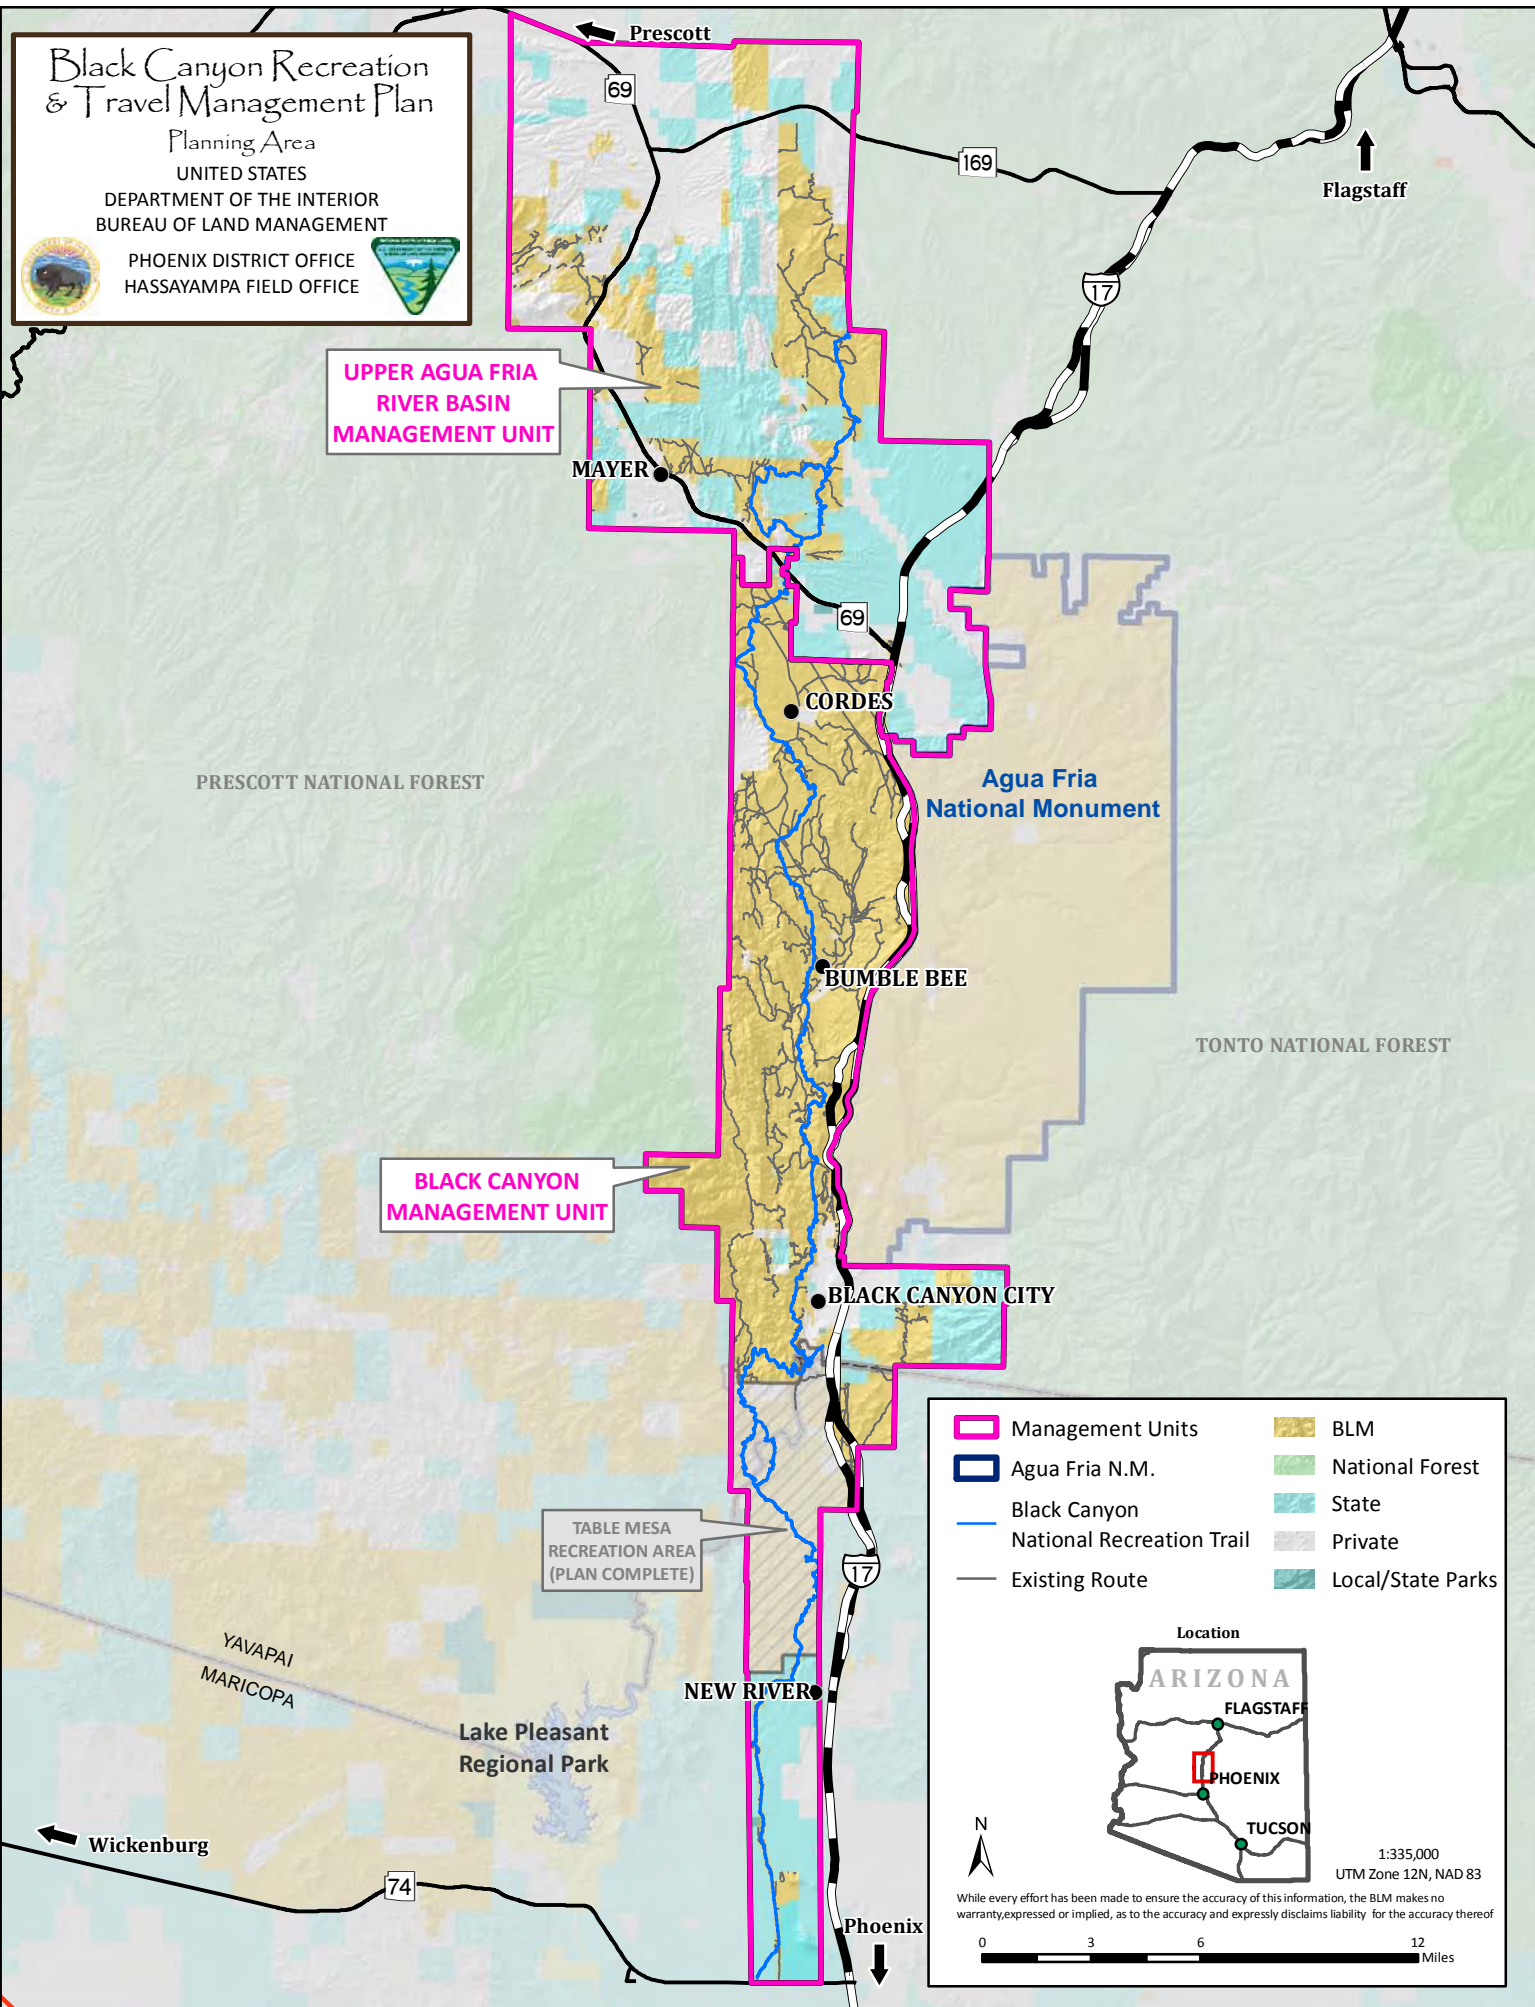 Black Canyon Recreation
& Travel Management Plan
Planning Area
UNITED STATES
DEPARTMENT OF THE INTERIOR
BUREAU OF LAND MANAGEMENT
PHOENIX DISTRICT OFFICE
HASSAYAMPA FIELD OFFICE
Prescott
69
169
Flagstaff
17
UPPER AGUA FRIA
RIVER BASIN
MANAGEMENT UNIT
MAYER
69
CORDES
PRESCOTT NATIONAL FOREST
Agua Fria
National Monument
BUMBLE BEE
TONTO NATIONAL FOREST
BLACK CANYON
MANAGEMENT UNIT
BLACK CANYON CITY
TABLE MESA
RECREATION AREA
(PLAN COMPLETE)
17
YAVAPAI
MARICOPA
NEW RIVER
Lake Pleasant
Regional Park
Wickenburg
74
Phoenix
Management Units
Agua Fria N.M.
Black Canyon
National Recreation Trail
Existing Route
BLM
National Forest
State
Private
Local/State Parks
Location
ARIZONA
FLAGSTAFF
PHOENIX
TUCSON
N
1:335,000
UTM Zone 12N, NAD 83
While every effort has been made to ensure the accuracy of this information, the BLM makes no
warranty,expressed or implied, as to the accuracy and expressly disclaims liability for the accuracy thereof
0 3 6 12
Miles